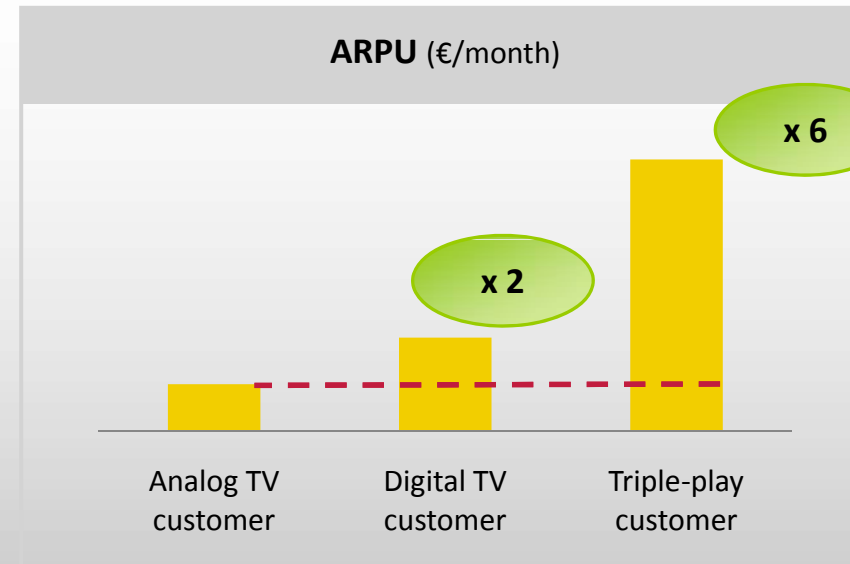 ARPU (€/month)
x 6
x 2
Analog TV
customer
Digital TV
customer
Triple-play
customer